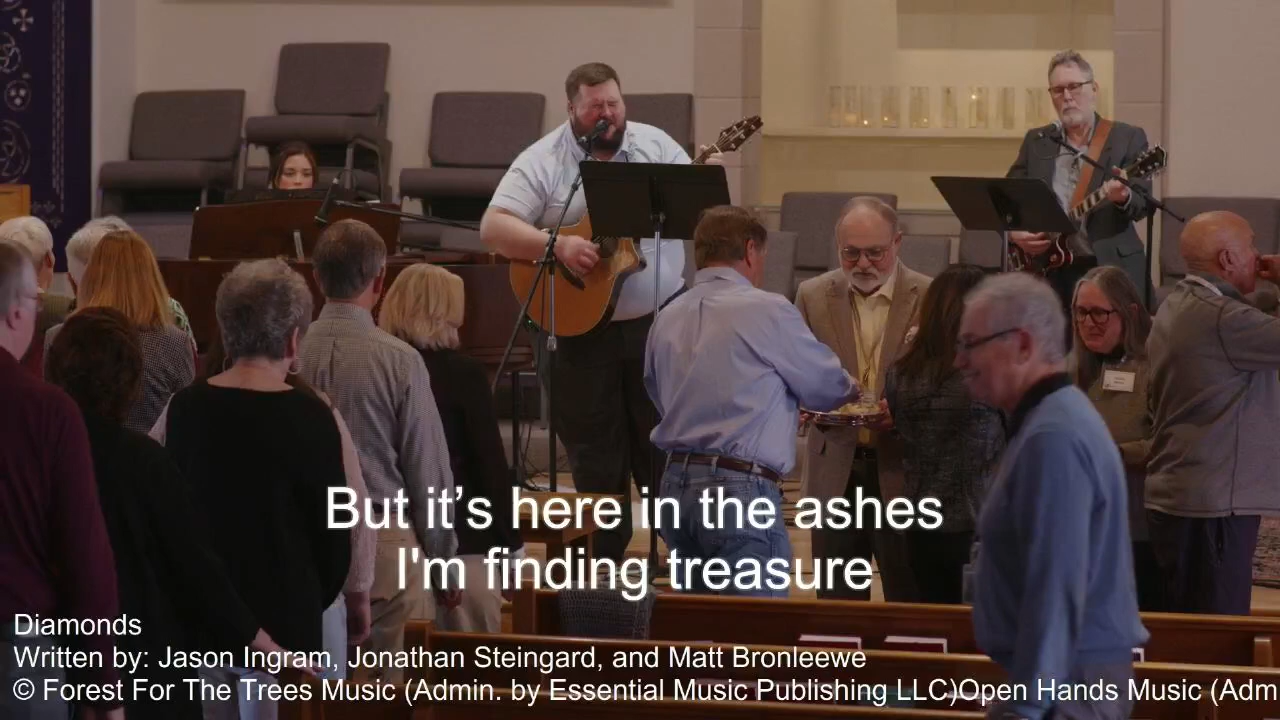 But it’s here in the ashes
I'm finding treasure
Diamonds
Written by: Jason Ingram, Jonathan Steingard, and Matt Bronleewe
© Forest For The Trees Music (Admin. by Essential Music Publishing LLC)Open Hands Music (Adm